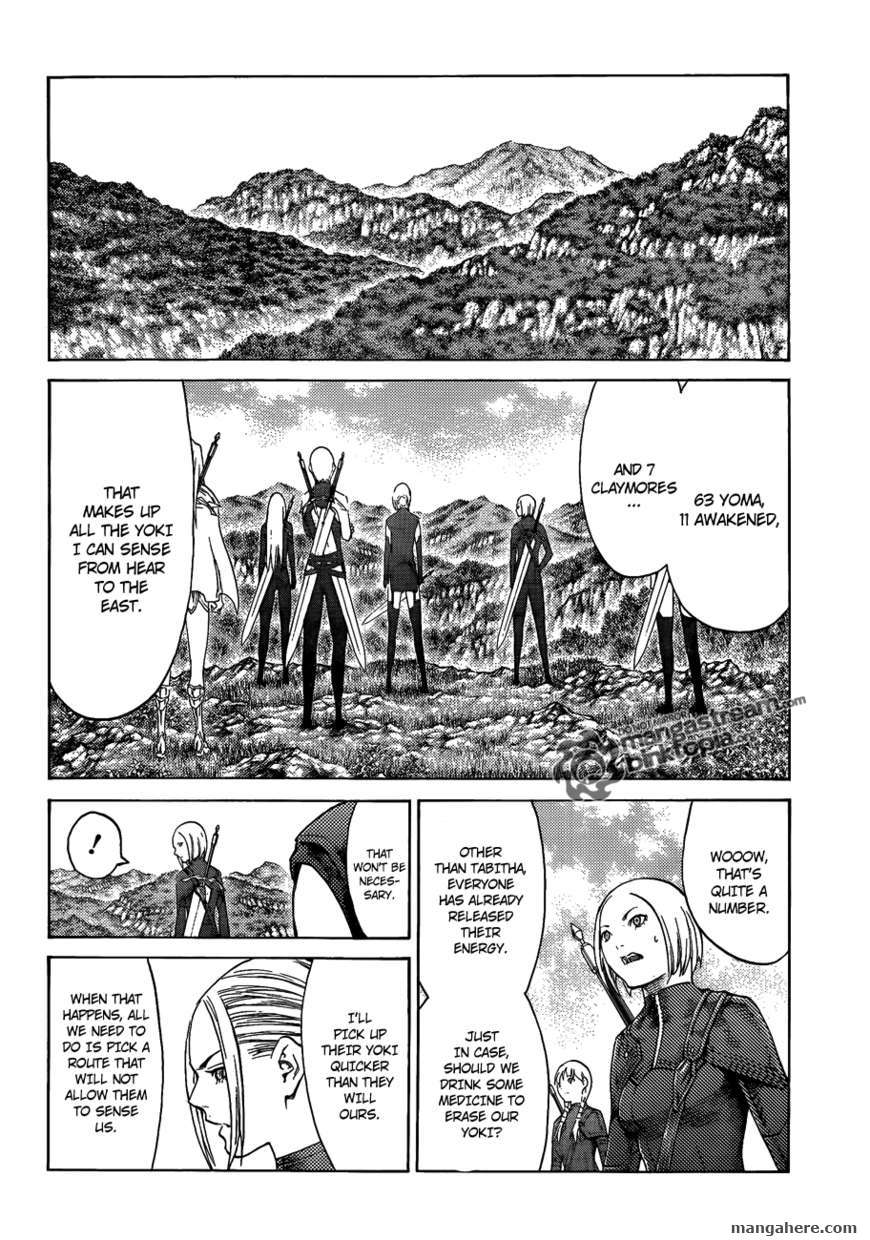 63 YOMA,
11 AWAKENED,
AND 7
CLAYMORES
...
THAT
MAKES UP
ALL THE YOKI
I CAN SENSE
FROM HEAR
TO THE
EAST.
mangastream.com
binktopia.com
WOOOW,
THAT'S
QUITE A
NUMBER.
OTHER
THAN TABITHA,
EVERYONE
HAS ALREADY
RELEASED
THEIR
ENERGY.
JUST
IN CASE,
SHOULD WE
DRINK SOME
MEDICINE TO
ERASE OUR
YOKI?
THAT
WON'T BE
NECES-
SARY.
!
I'LL
PICK UP
THEIR YOKI
QUICKER
THAN THEY
WILL
OURS.
WHEN THAT
HAPPENS, ALL
WE NEED TO
DO IS PICK A
ROUTE THAT
WILL NOT
ALLOW THEM
TO SENSE
US.
mangahere.com